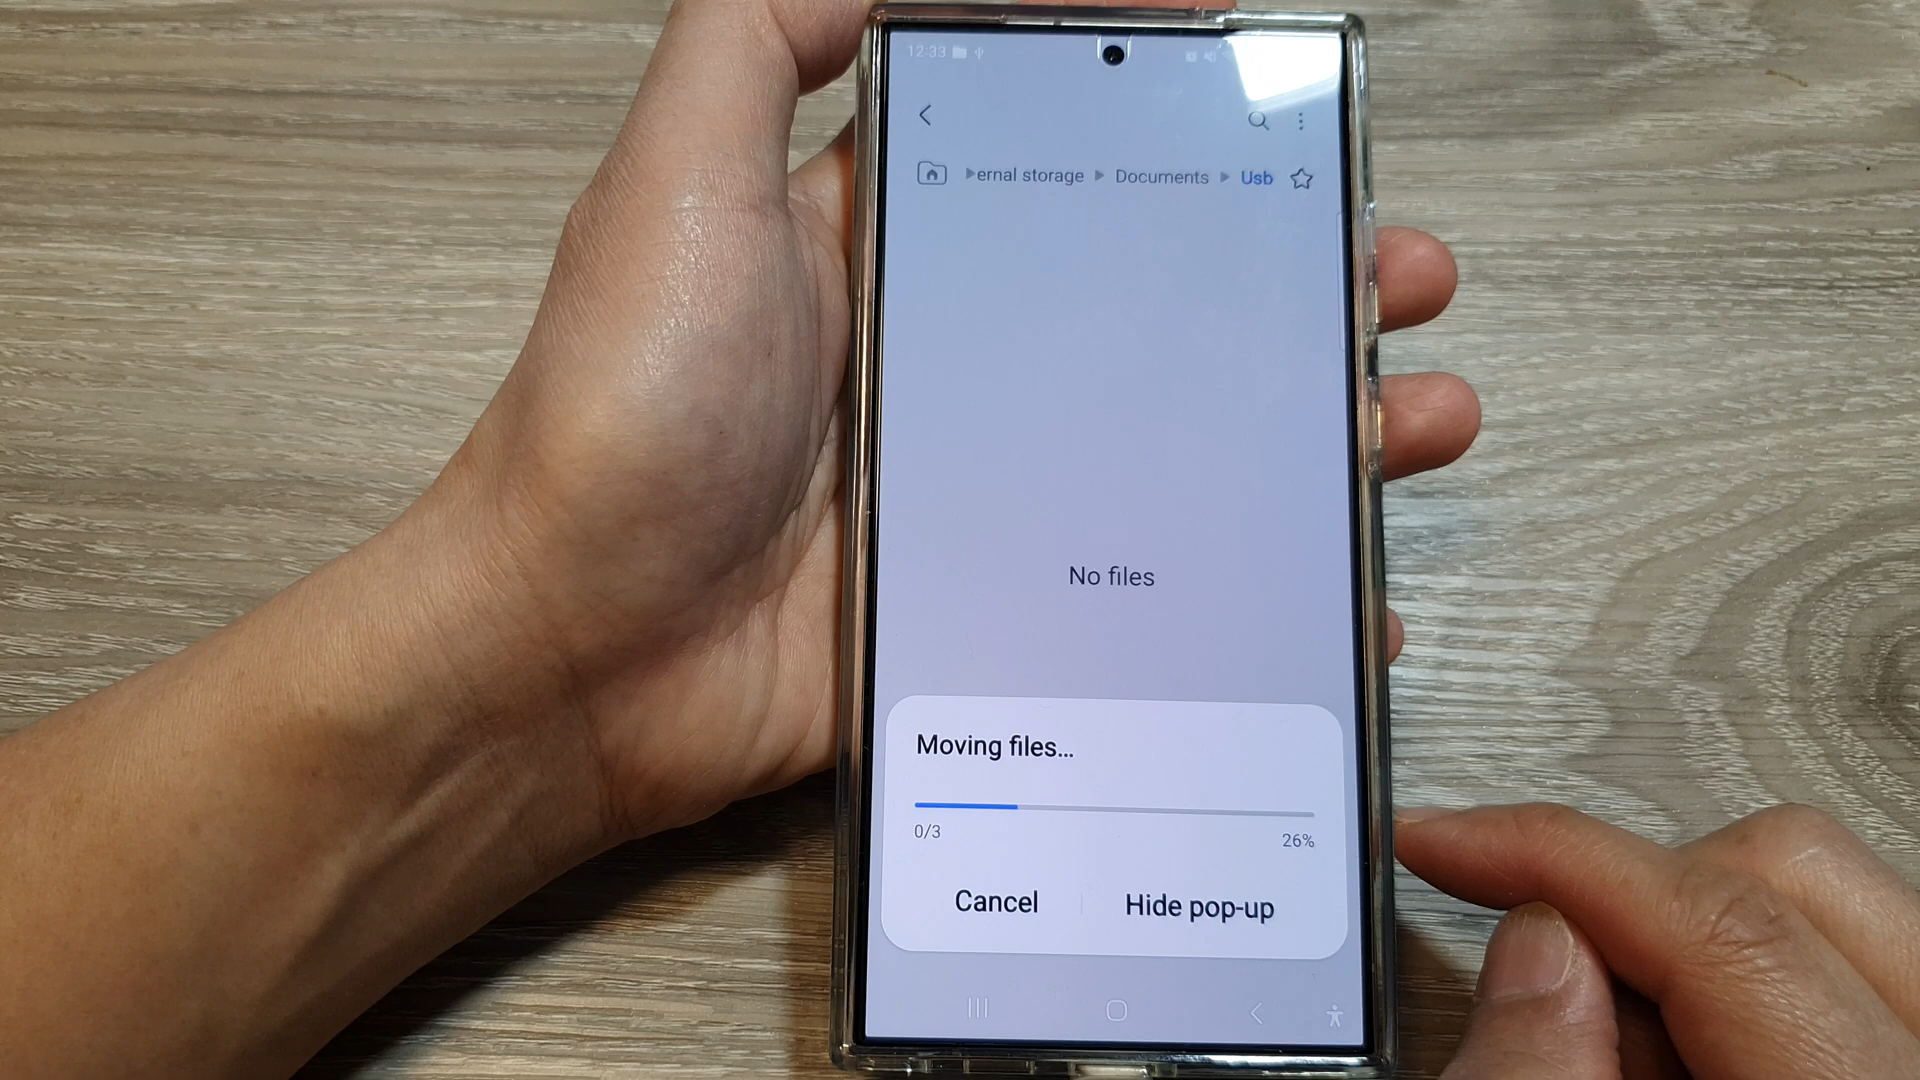 12:33
ernal storage Documents Usb
No files
Moving files...
0/3 26%
Cancel Hide pop-up